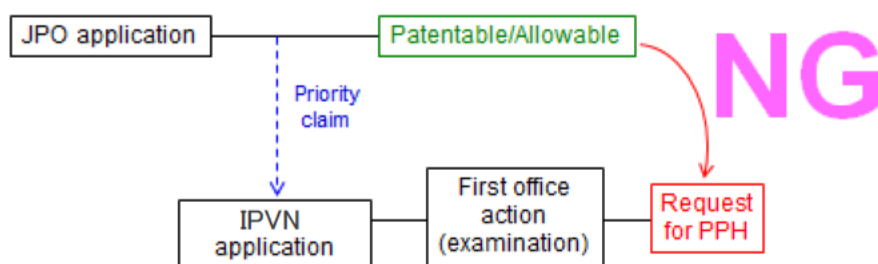 JPO application
Patentable/Allowable
NG
Priority
claim
IPVN
application
First office
action
(examination)
Request
for PPH